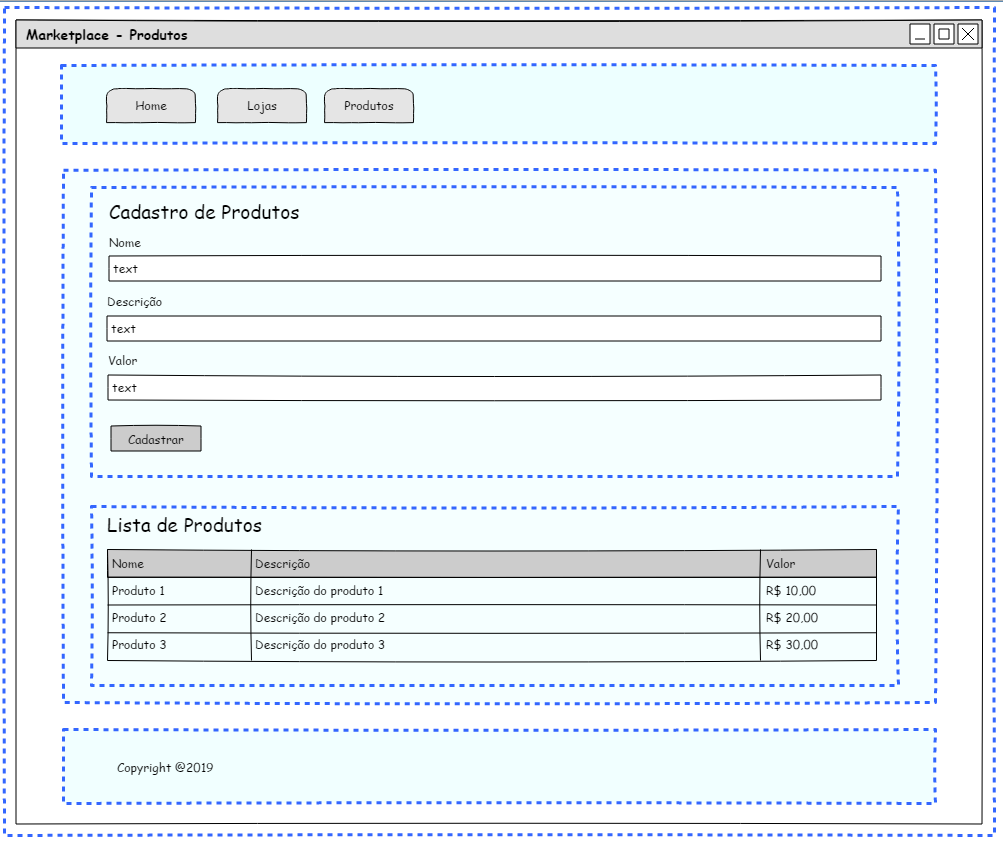 Marketplace - Produtos
Home Lojas Produtos
Cadastro de Produtos
Nome
text
Descrição
text
Valor
text
Cadastrar
Lista de Produtos
Nome Descrição Valor
Produto 1 Descrição do produto 1 R$ 10,00
Produto 2 Descrição do produto 2 R$ 20,00
Produto 3 Descrição do produto 3 R$ 30,00
Copyright @2019